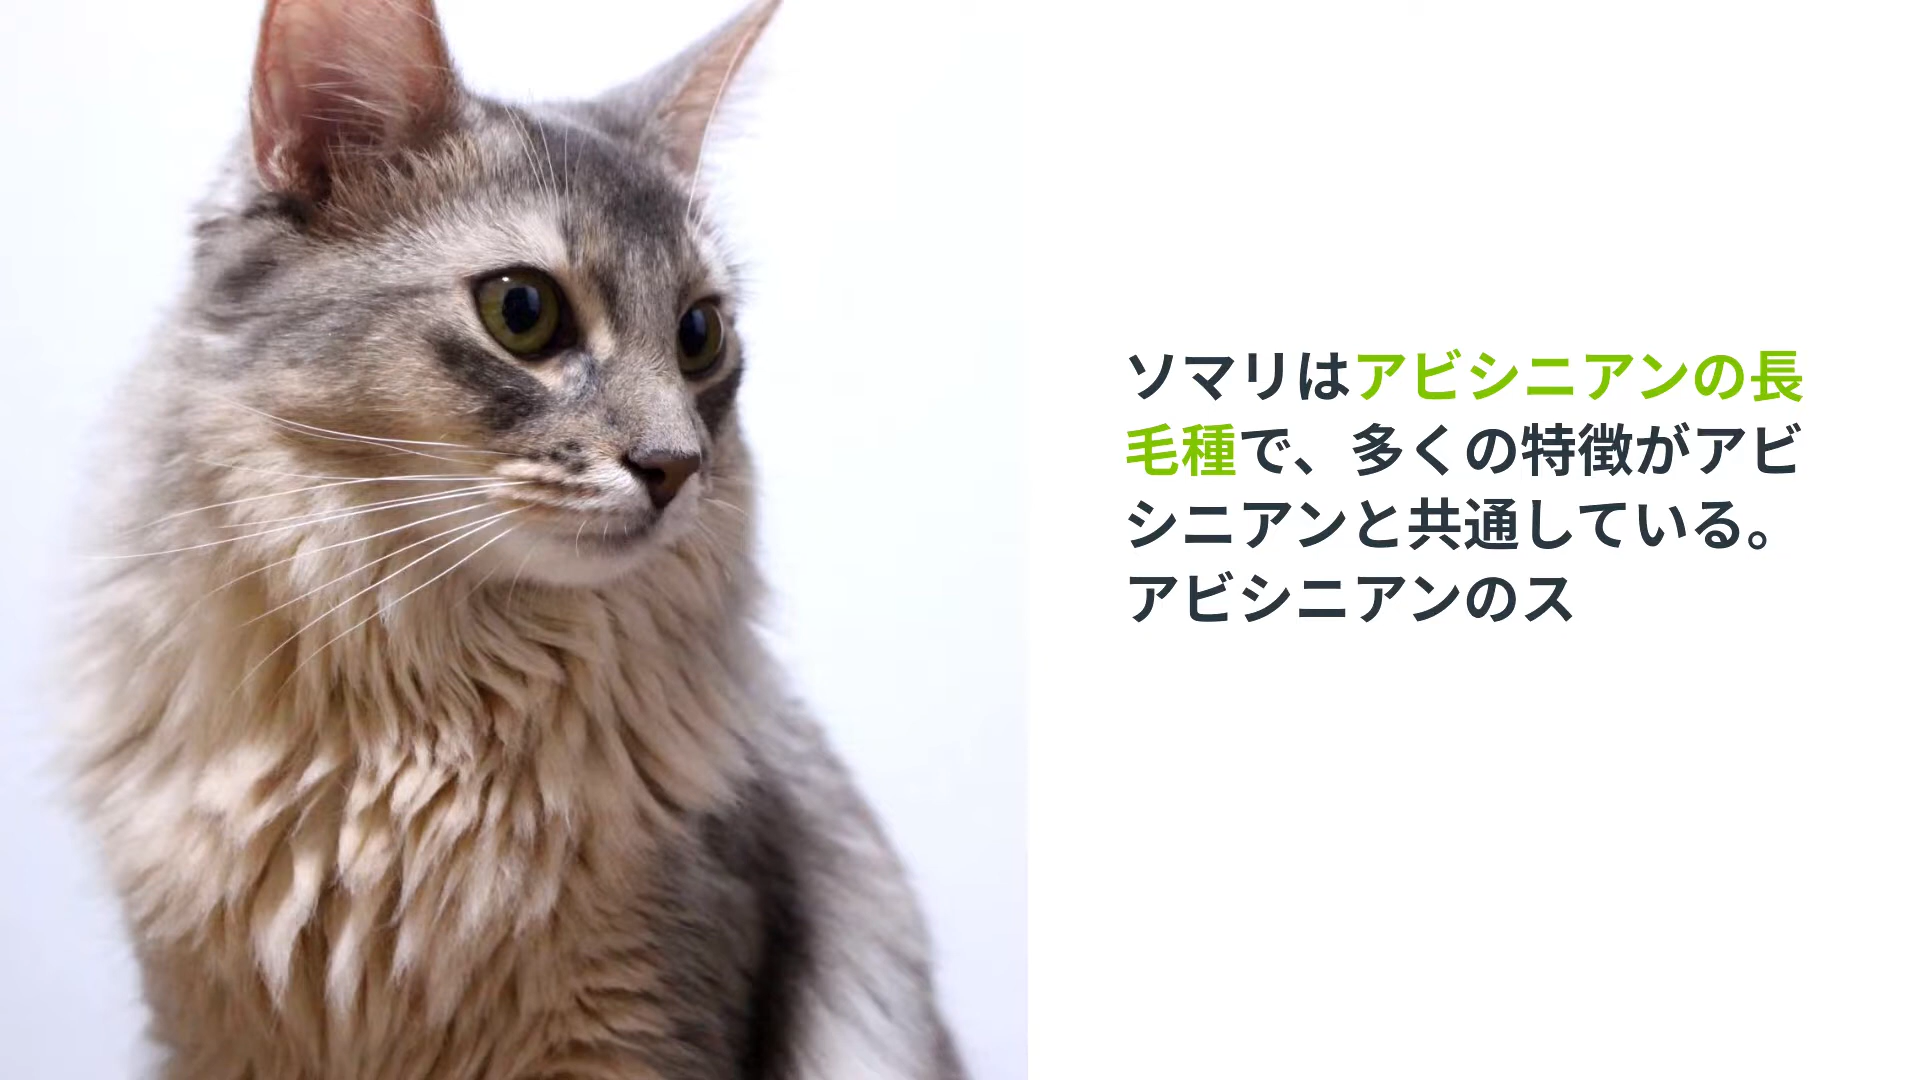 ソマリはアビシニアンの長
毛種で、多くの特徴がアビ
シニアンと共通している。
アビシニアンのス